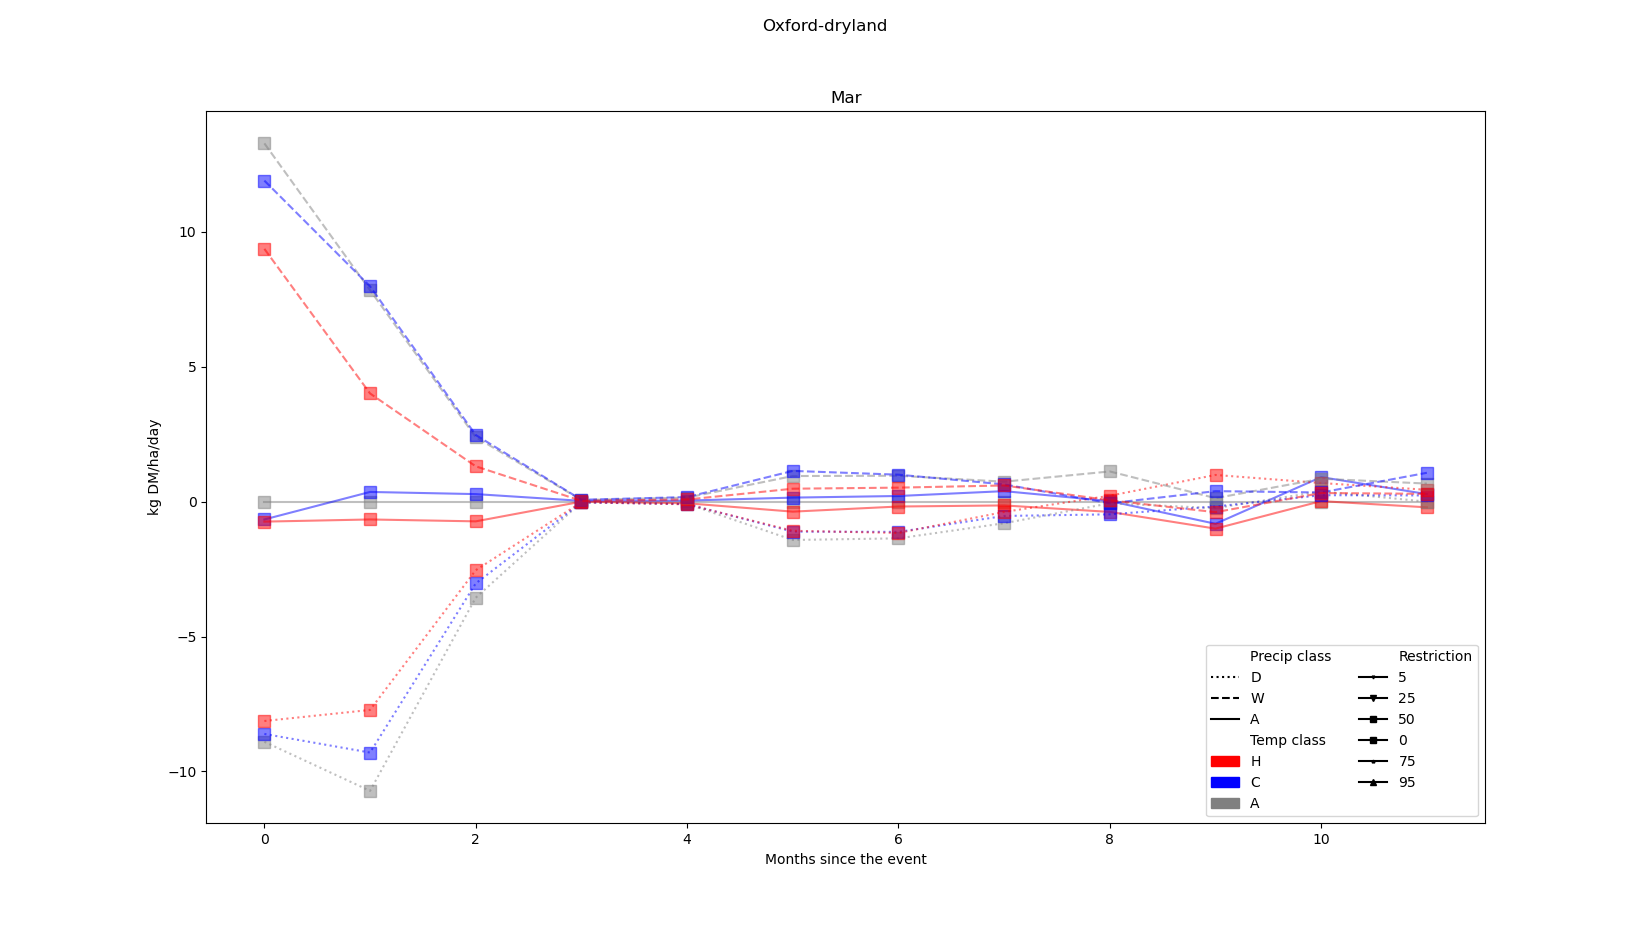 Oxford-dryland
Mar
kg DM/ha/day
10
5
0
−5
−10
0
2
4
6
8
10
Months since the event
Precip class
D
W
A
Temp class
H
C
A
Restriction
5
25
50
0
75
95